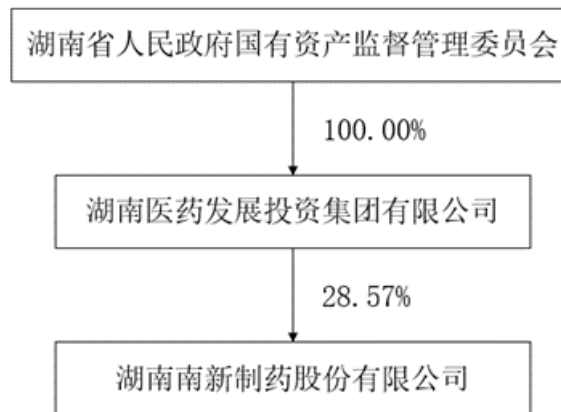 湖南省人民政府国有资产监督管理委员会
100.00%
湖南医药发展投资集团有限公司
28.57%
湖南南新制药股份有限公司